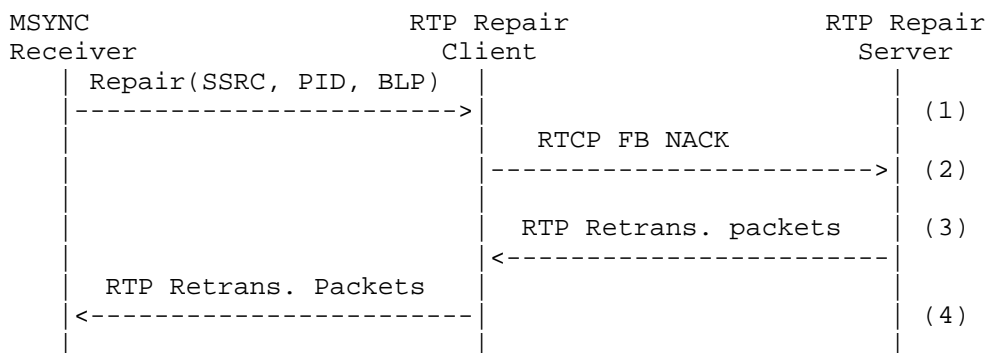 MSYNC RTP Repair RTP Repair
Receiver Client Server
Repair(SSRC, PID, BLP)
(1)
RTCP FB NACK
(2)
RTP Retrans. packets (3)
RTP Retrans. Packets
(4)